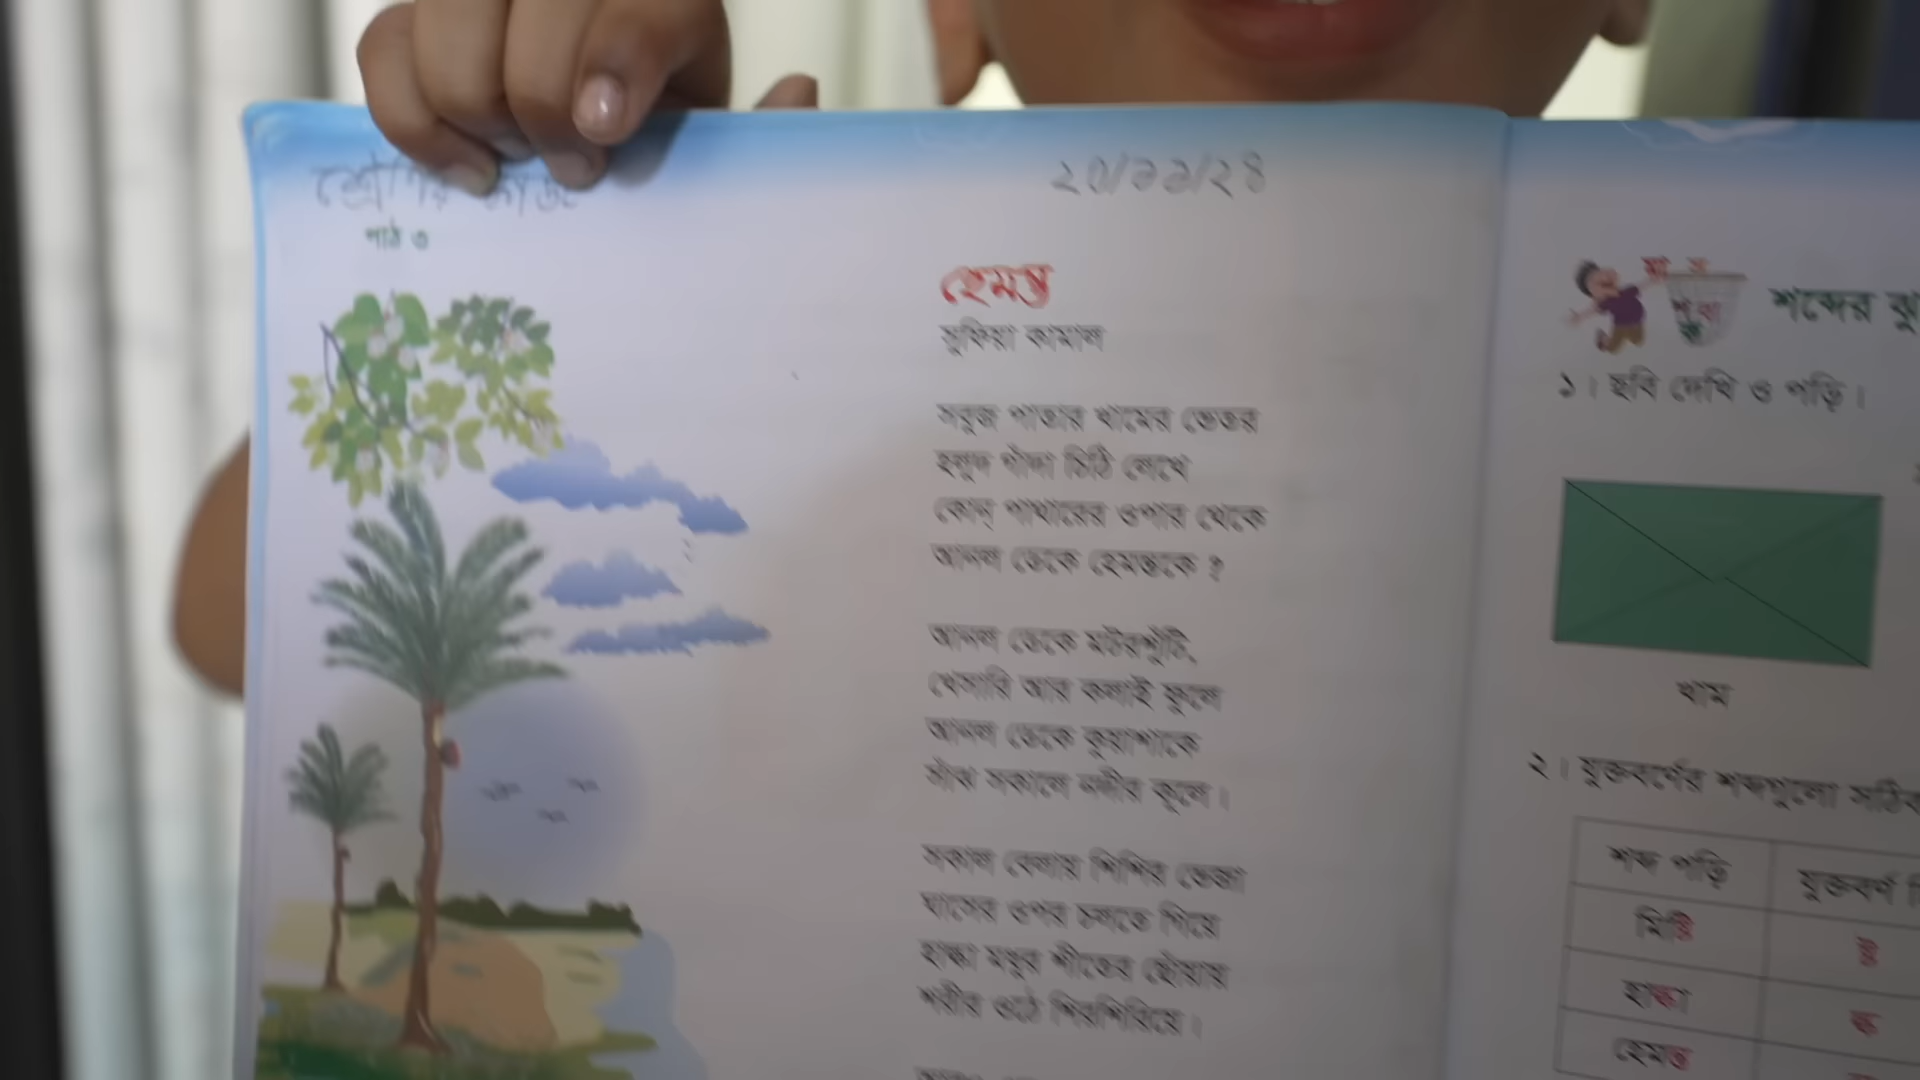 শ্রেণির কাজ
২০/১১/২৪
পাঠ ৩
হেমন্ত
সুফিয়া কামাল
সবুজ পাতার খামের ভেতর
হলুদ গাঁদা চিঠি লেখে
কোন্ পাথারের ওপার থেকে
আনল ডেকে হেমন্তকে ?
আনল ডেকে মটরশুঁটি,
খেসারি আর কলাই ফুলে
আনল ডেকে কুয়াশাকে
সাঁঝ সকালে নদীর কূলে।
সকাল বেলায় শিশির ভেজা
ঘাসের ওপর চলতে গিয়ে
হাল্কা মধুর শীতের ছোঁয়ায়
শরীর ওঠে শিরশিরিয়ে।
শব্দের ঝু
১। ছবি দেখি ও পড়ি।
খাম
২। যুক্তবর্ণের শব্দগুলো সঠিক
শব্দ পড়ি যুক্তবর্ণ
মিষ্টি ষ্ট
হাল্কা ল্ক
হেমন্ত